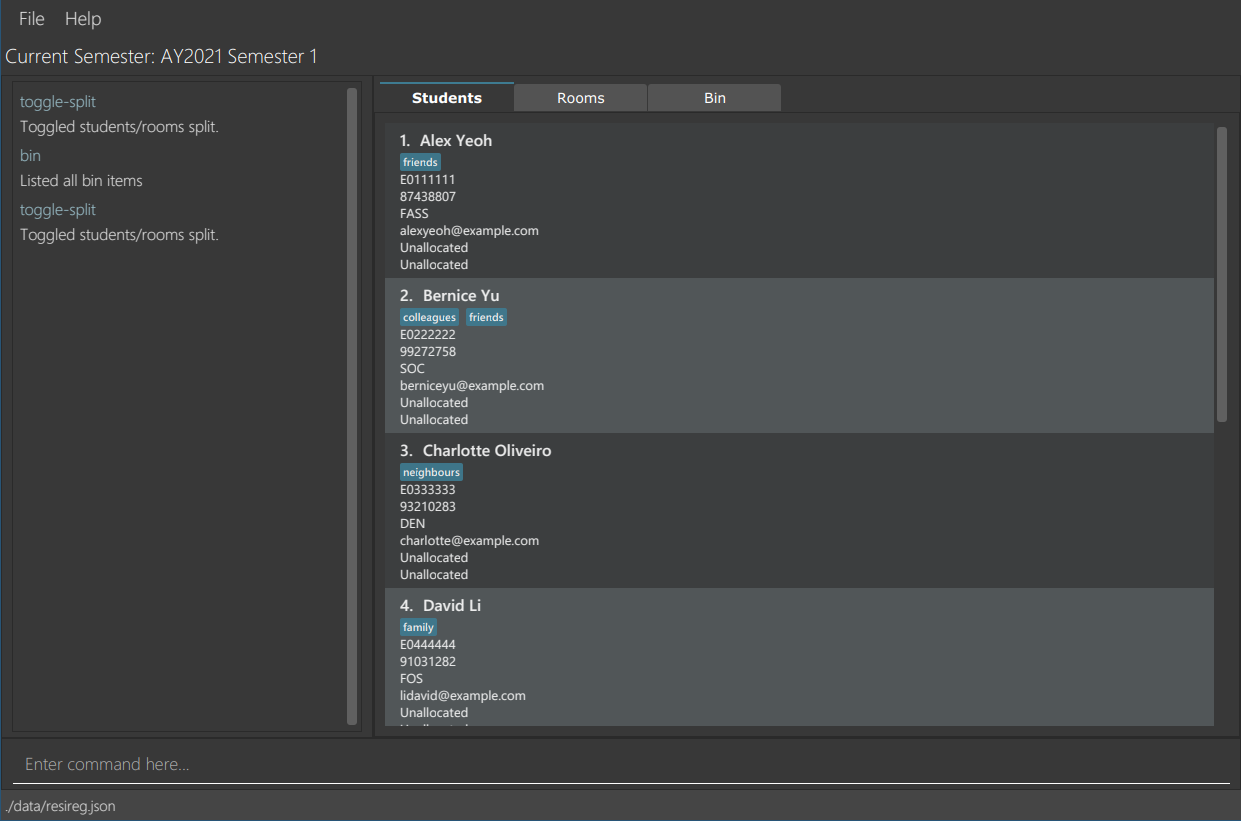 File Help
Current Semester: AY2021 Semester 1
toggle-split
Toggled students/rooms split.
bin
Listed all bin items
toggle-split
Toggled students/rooms split.
Students Rooms Bin
1. Alex Yeoh
friends
E0111111
87438807
FASS
alexyeoh@example.com
Unallocated
Unallocated
2. Bernice Yu
colleagues friends
E0222222
99272758
SOC
berniceyu@example.com
Unallocated
Unallocated
3. Charlotte Oliveiro
neighbours
E0333333
93210283
DEN
charlotte@example.com
Unallocated
Unallocated
4. David Li
family
E0444444
91031282
FOS
lidavid@example.com
Unallocated
Enter command here...
./data/resireg.json